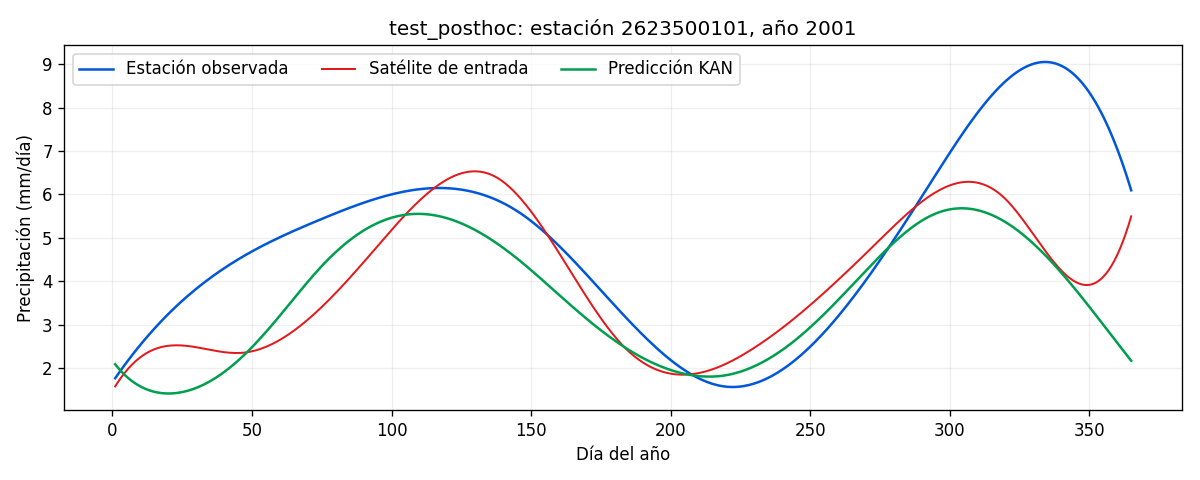 test_posthoc: estación 2623500101, año 2001
Estación observada Satélite de entrada Predicción KAN
Precipitación (mm/día)
9
8
7
6
5
4
3
2
0 50 100 150 200 250 300 350
Día del año